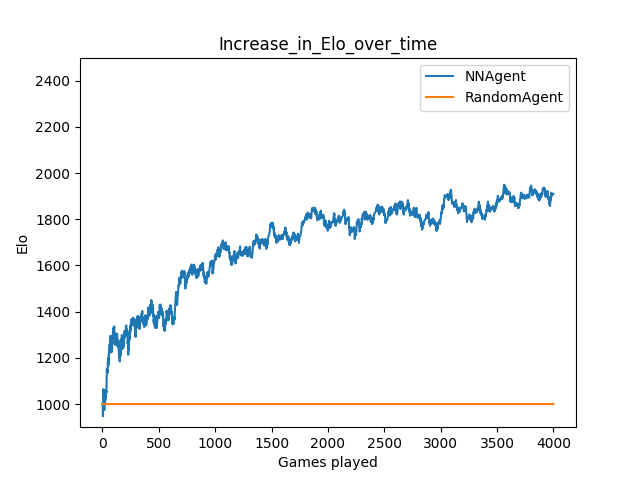 Increase_in_Elo_over_time
NNAgent
RandomAgent
2400
2200
2000
1800
1600
1400
1200
1000
Elo
0 500 1000 1500 2000 2500 3000 3500 4000
Games played